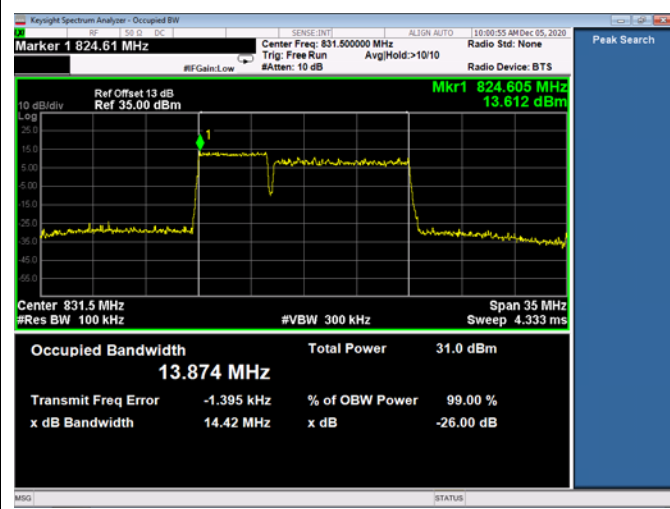 Keysight Spectrum Analyzer - Occupied BW
RF 50 Ω DC SENSE:INT ALIGN AUTO 10:00:55 AM Dec 05, 2020
Marker 1 824.61 MHz Center Freq: 831.500000 MHz Radio Std: None Peak Search
Trig: Free Run Avg|Hold:>10/10
#IFGain:Low #Atten: 10 dB Radio Device: BTS
Ref Offset 13 dB Mkr1 824.605 MHz
10 dB/div Ref 35.00 dBm 13.612 dBm
Log
25.0
1
15.0
5.00
-5.00
-15.0
-25.0
-35.0
-45.0
-55.0
Center 831.5 MHz Span 35 MHz
#Res BW 100 kHz #VBW 300 kHz Sweep 4.333 ms
Occupied Bandwidth Total Power 31.0 dBm
13.874 MHz
Transmit Freq Error -1.395 kHz % of OBW Power 99.00 %
x dB Bandwidth 14.42 MHz x dB -26.00 dB
MSG STATUS